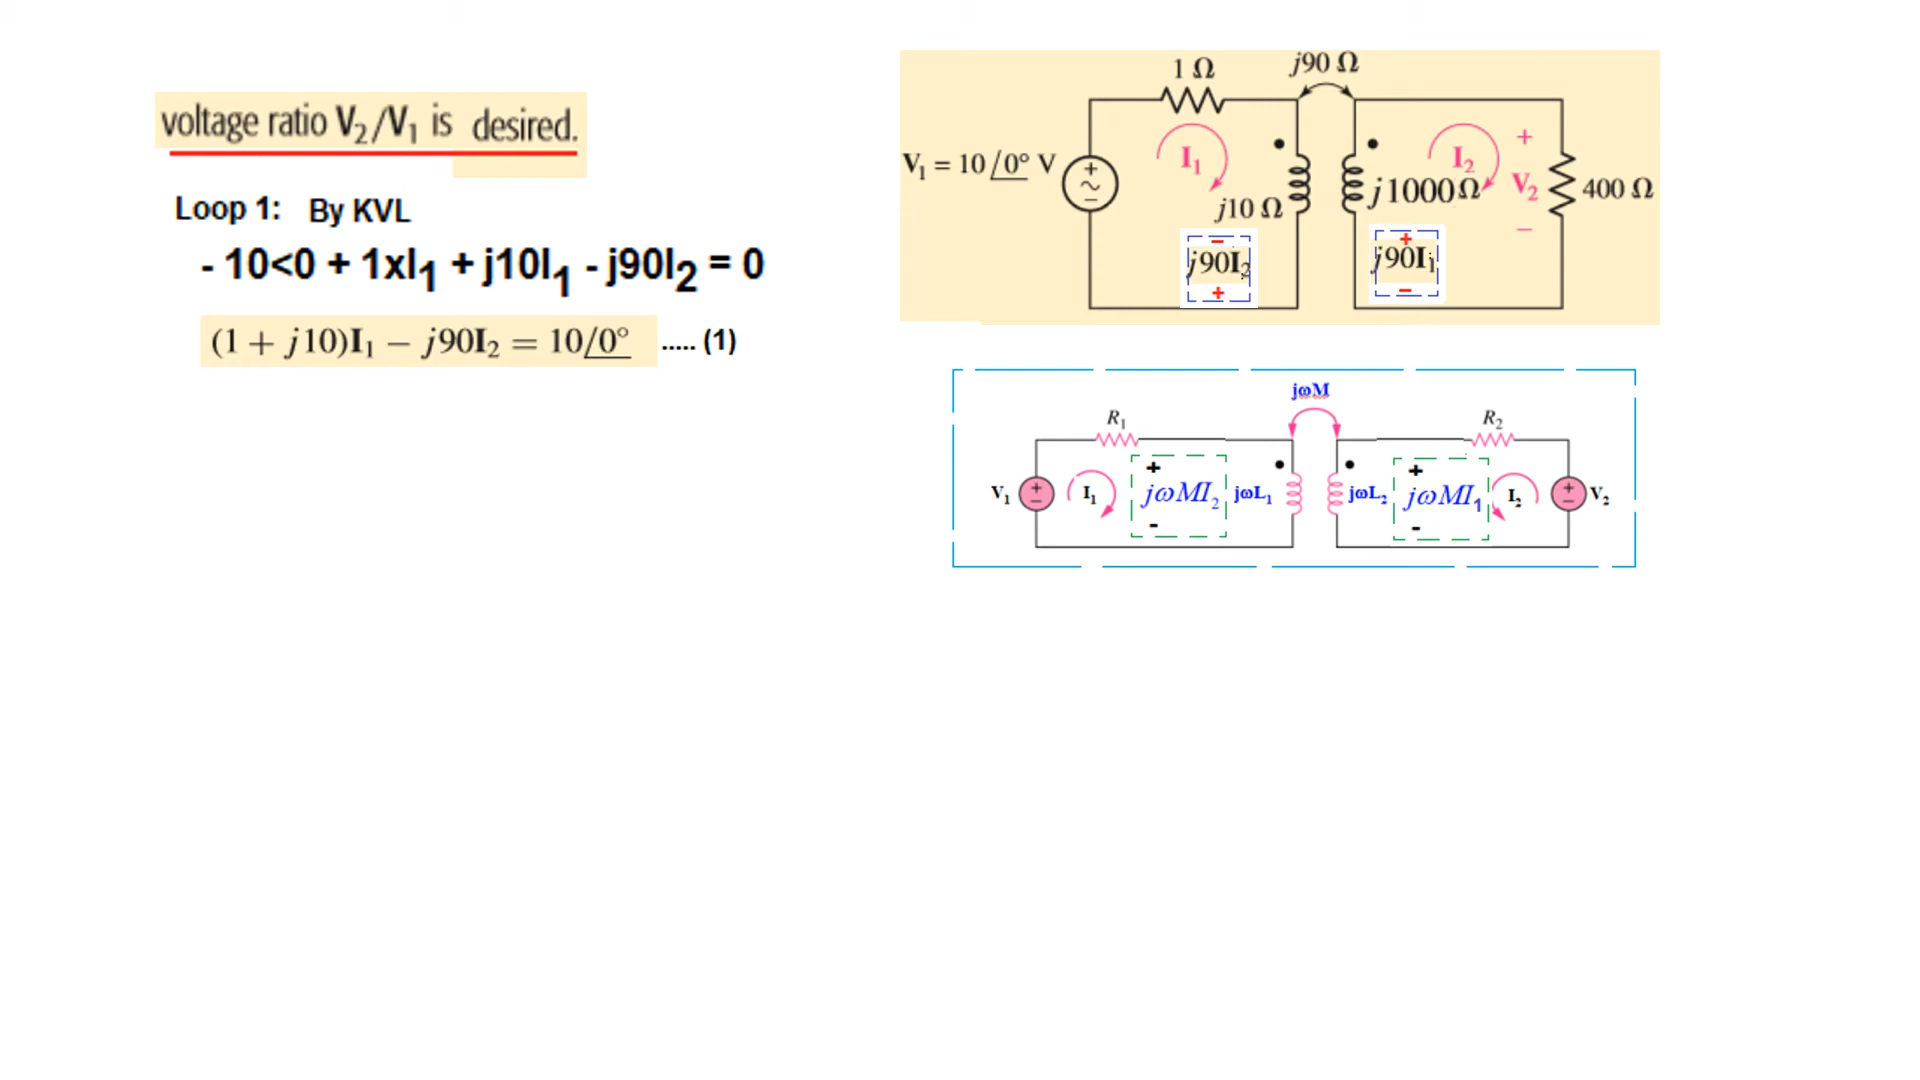 voltage ratio V₂/V₁ is desired.
Loop 1: By KVL
- 10<0 + 1xI₁ + j10I₁ - j90I₂ = 0
(1 + j10)I₁ − j90I₂ = 10/0° ..... (1)
1 Ω
j90 Ω
V₁ = 10/0° V
+
−
I₁
j10 Ω
−
j90I₂
+
I₂
j1000Ω
+
j90I₁
−
+
V₂
−
400 Ω
jωM
R₁
R₂
V₁
+
−
I₁
+
jωMI₂
-
jωL₁
jωL₂
+
jωMI₁
-
I₂
+
−
V₂